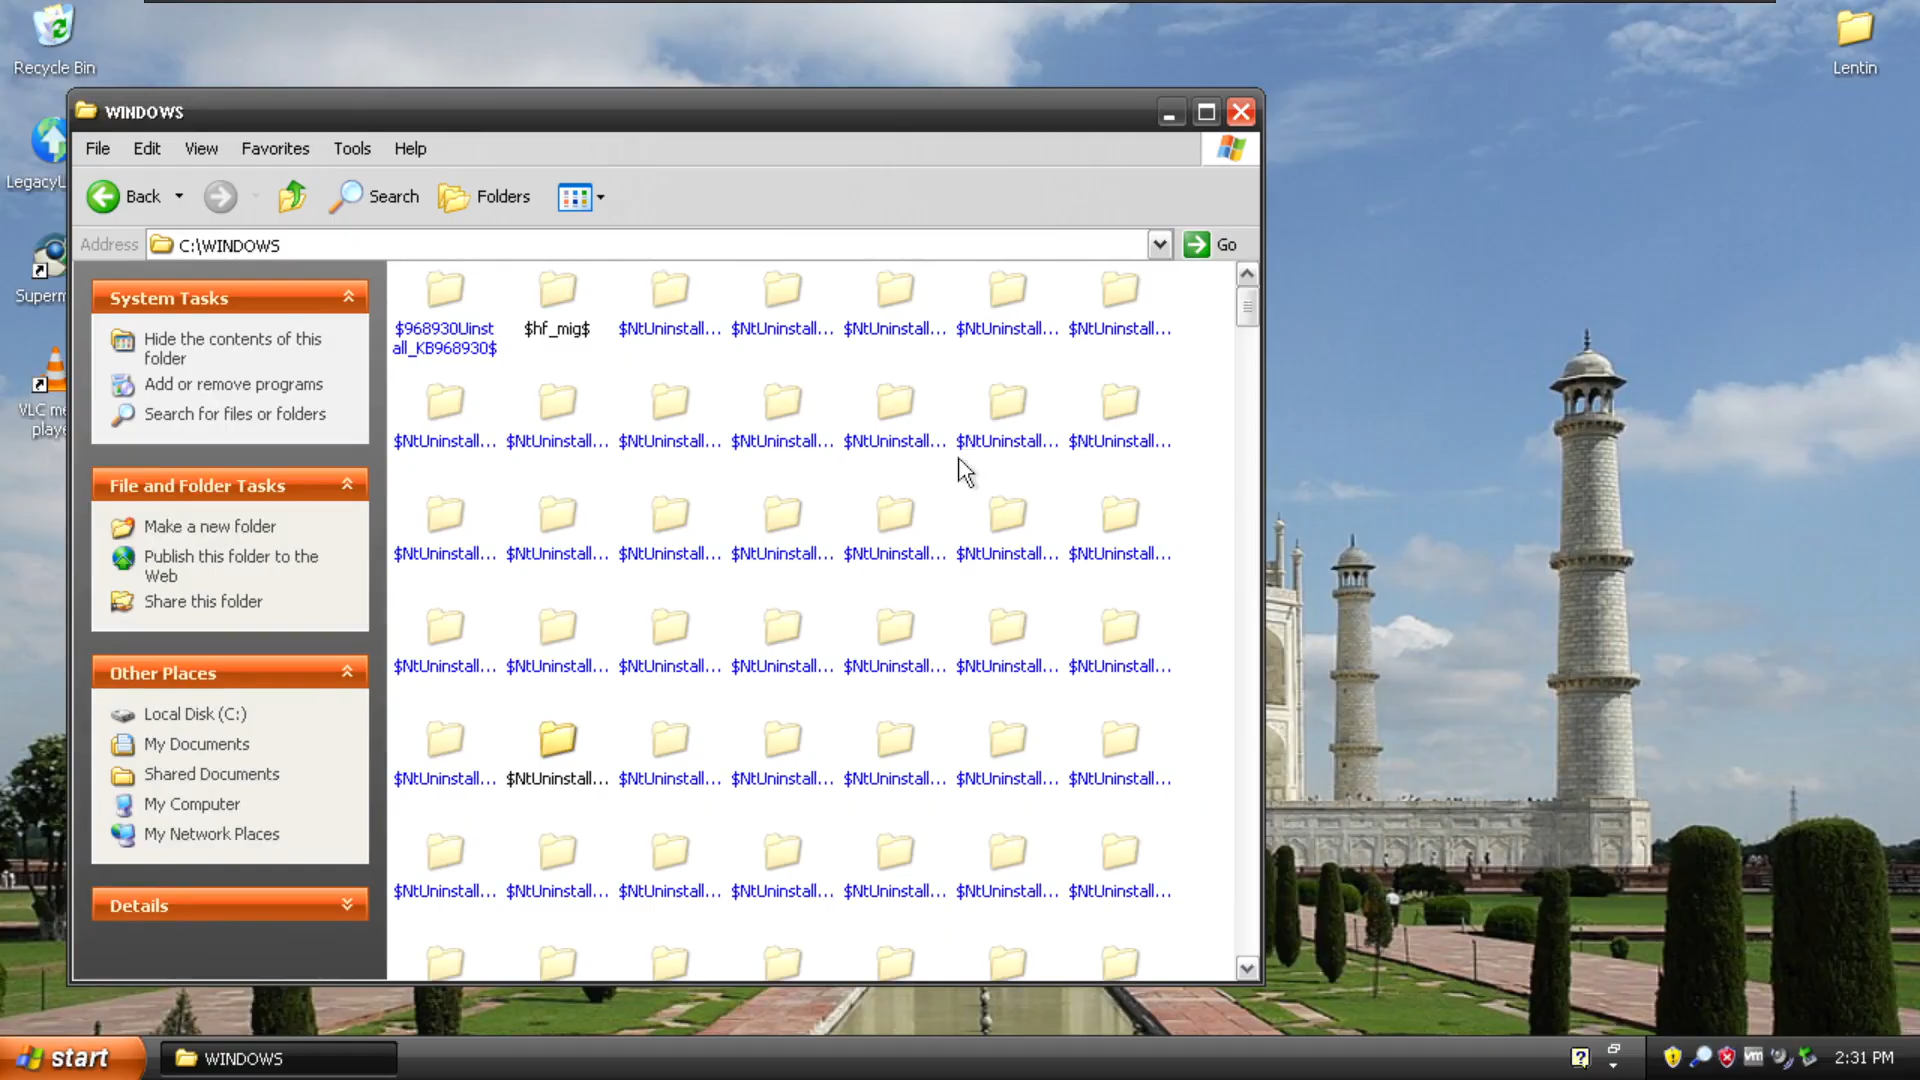 Recycle Bin
Lentin
WINDOWS
File Edit View Favorites Tools Help
Back Search Folders
Address C:\WINDOWS Go
LegacyU
Superm
VLC me
playe
System Tasks
Hide the contents of this
folder
Add or remove programs
Search for files or folders
File and Folder Tasks
Make a new folder
Publish this folder to the
Web
Share this folder
Other Places
Local Disk (C:)
My Documents
Shared Documents
My Computer
My Network Places
Details
$968930Uinst $hf_mig$ $NtUninstall... $NtUninstall... $NtUninstall... $NtUninstall... $NtUninstall...
all_KB968930$
$NtUninstall... $NtUninstall... $NtUninstall... $NtUninstall... $NtUninstall... $NtUninstall... $NtUninstall...
$NtUninstall... $NtUninstall... $NtUninstall... $NtUninstall... $NtUninstall... $NtUninstall... $NtUninstall...
$NtUninstall... $NtUninstall... $NtUninstall... $NtUninstall... $NtUninstall... $NtUninstall... $NtUninstall...
$NtUninstall... $NtUninstall... $NtUninstall... $NtUninstall... $NtUninstall... $NtUninstall... $NtUninstall...
$NtUninstall... $NtUninstall... $NtUninstall... $NtUninstall... $NtUninstall... $NtUninstall... $NtUninstall...
start WINDOWS ? vm 2:31 PM